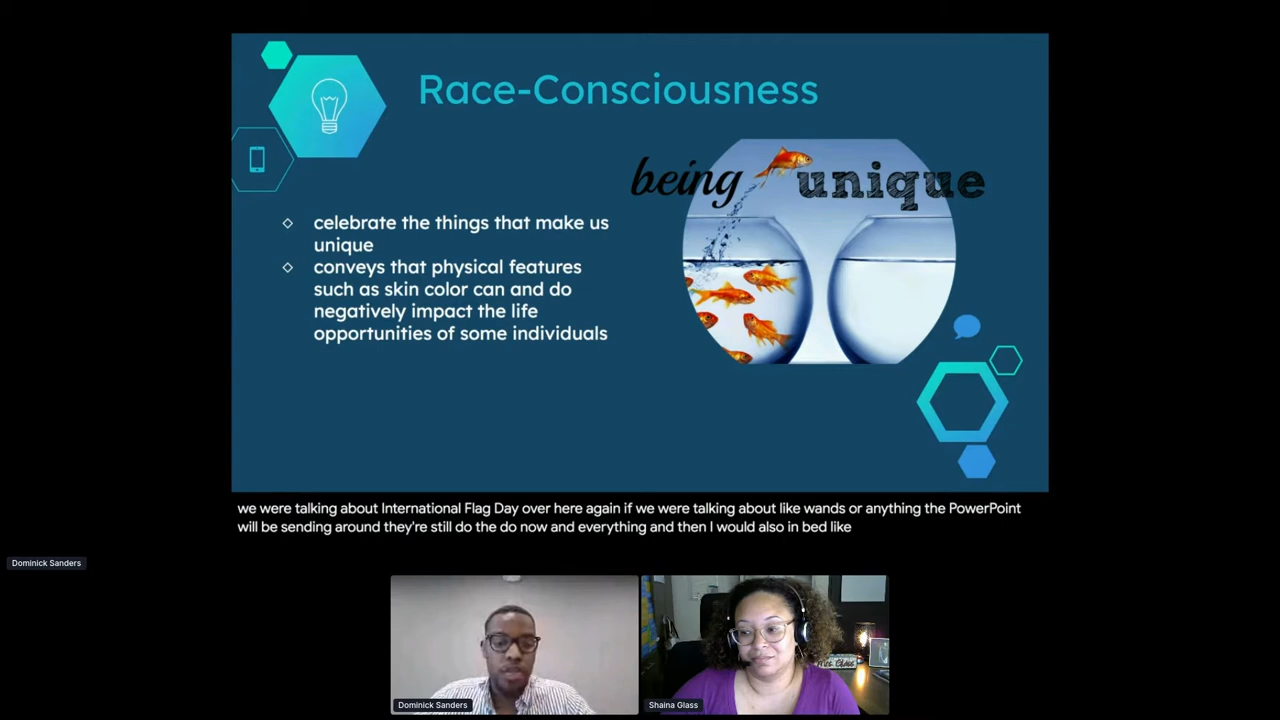 Race-Consciousness
being unique
celebrate the things that make us
unique
conveys that physical features
such as skin color can and do
negatively impact the life
opportunities of some individuals
we were talking about International Flag Day over here again if we were talking about like wands or anything the PowerPoint
will be sending around they're still do the do now and everything and then I would also in bed like
Dominick Sanders
Dominick Sanders
Shaina Glass